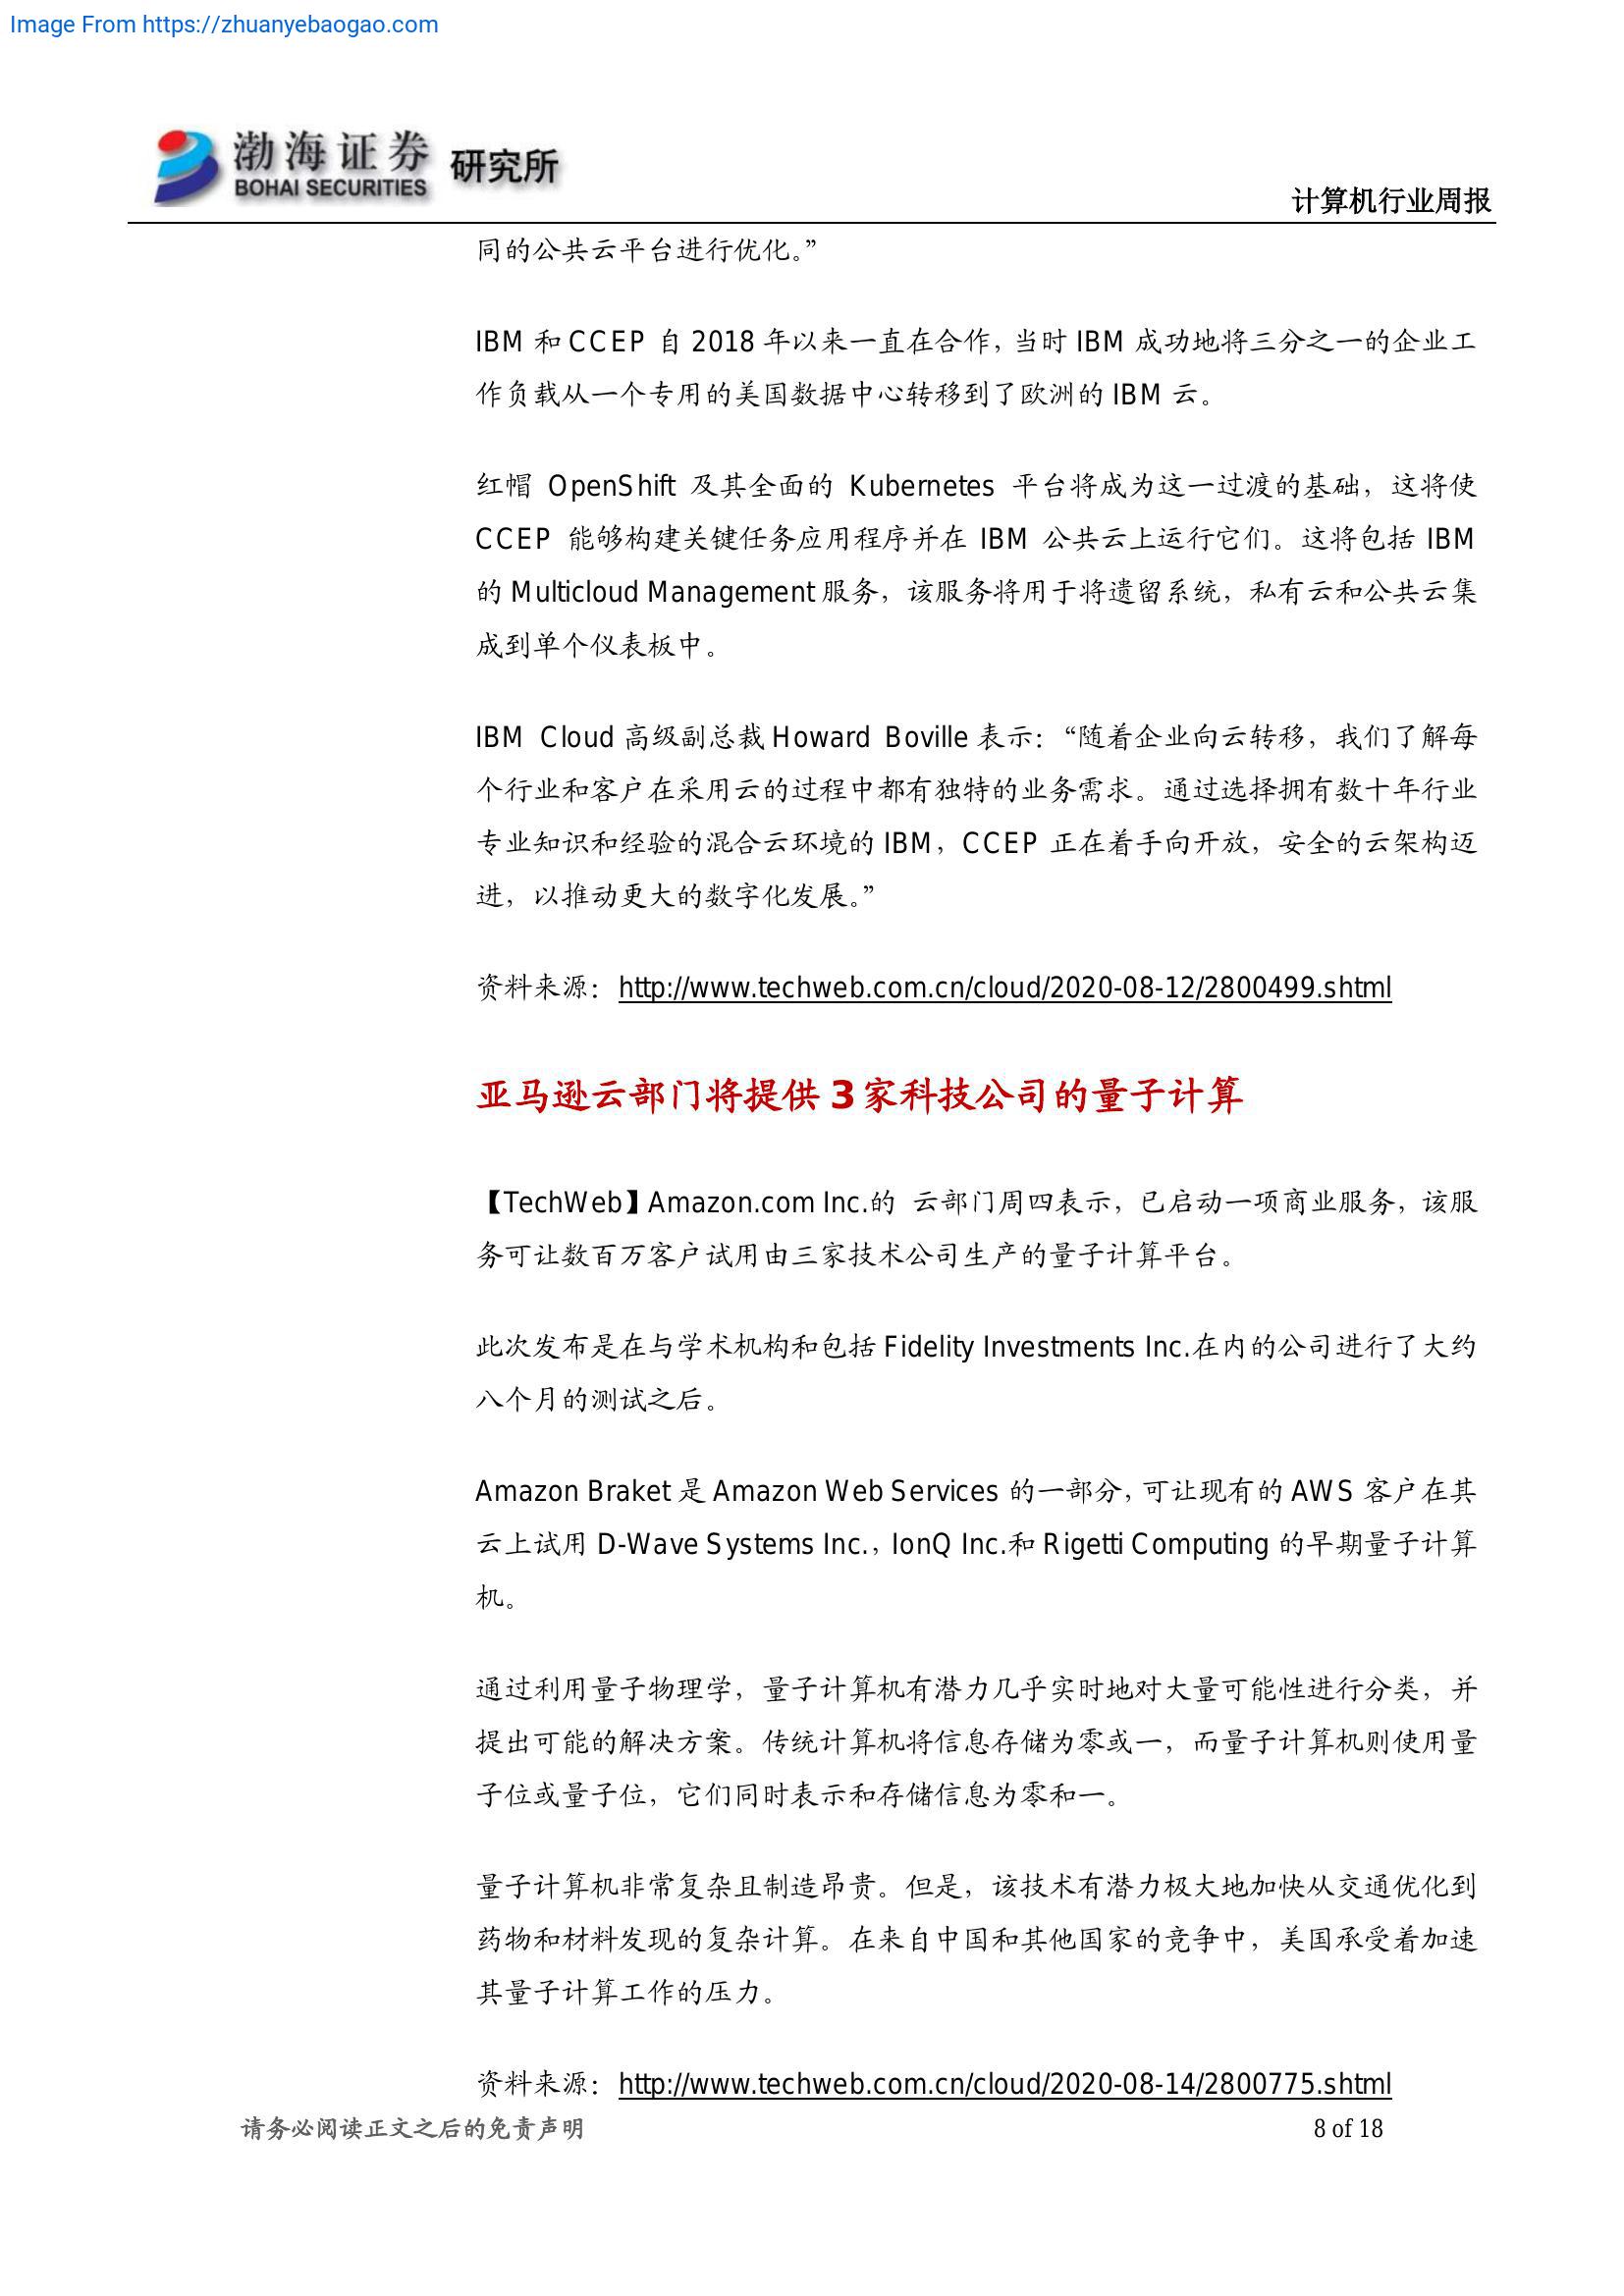 Image From https://zhuanyebaogao.com
渤海证券 研究所
BOHAI SECURITIES
计算机行业周报
同的公共云平台进行优化。”
IBM 和 CCEP 自 2018 年以来一直在合作，当时 IBM 成功地将三分之一的企业工
作负载从一个专用的美国数据中心转移到了欧洲的 IBM 云。
红帽 OpenShift 及其全面的 Kubernetes 平台将成为这一过渡的基础，这将使
CCEP 能够构建关键任务应用程序并在 IBM 公共云上运行它们。这将包括 IBM
的 Multicloud Management 服务，该服务将用于将遗留系统，私有云和公共云集
成到单个仪表板中。
IBM Cloud 高级副总裁 Howard Boville 表示：“随着企业向云转移，我们了解每
个行业和客户在采用云的过程中都有独特的业务需求。通过选择拥有数十年行业
专业知识和经验的混合云环境的 IBM，CCEP 正在着手向开放，安全的云架构迈
进，以推动更大的数字化发展。”
资料来源：http://www.techweb.com.cn/cloud/2020-08-12/2800499.shtml
亚马逊云部门将提供 3 家科技公司的量子计算
【TechWeb】Amazon.com Inc.的 云部门周四表示，已启动一项商业服务，该服
务可让数百万客户试用由三家技术公司生产的量子计算平台。
此次发布是在与学术机构和包括 Fidelity Investments Inc.在内的公司进行了大约
八个月的测试之后。
Amazon Braket 是 Amazon Web Services 的一部分，可让现有的 AWS 客户在其
云上试用 D-Wave Systems Inc.，IonQ Inc.和 Rigetti Computing 的早期量子计算
机。
通过利用量子物理学，量子计算机有潜力几乎实时地对大量可能性进行分类，并
提出可能的解决方案。传统计算机将信息存储为零或一，而量子计算机则使用量
子位或量子位，它们同时表示和存储信息为零和一。
量子计算机非常复杂且制造昂贵。但是，该技术有潜力极大地加快从交通优化到
药物和材料发现的复杂计算。在来自中国和其他国家的竞争中，美国承受着加速
其量子计算工作的压力。
资料来源：http://www.techweb.com.cn/cloud/2020-08-14/2800775.shtml
请务必阅读正文之后的免责声明
8 of 18